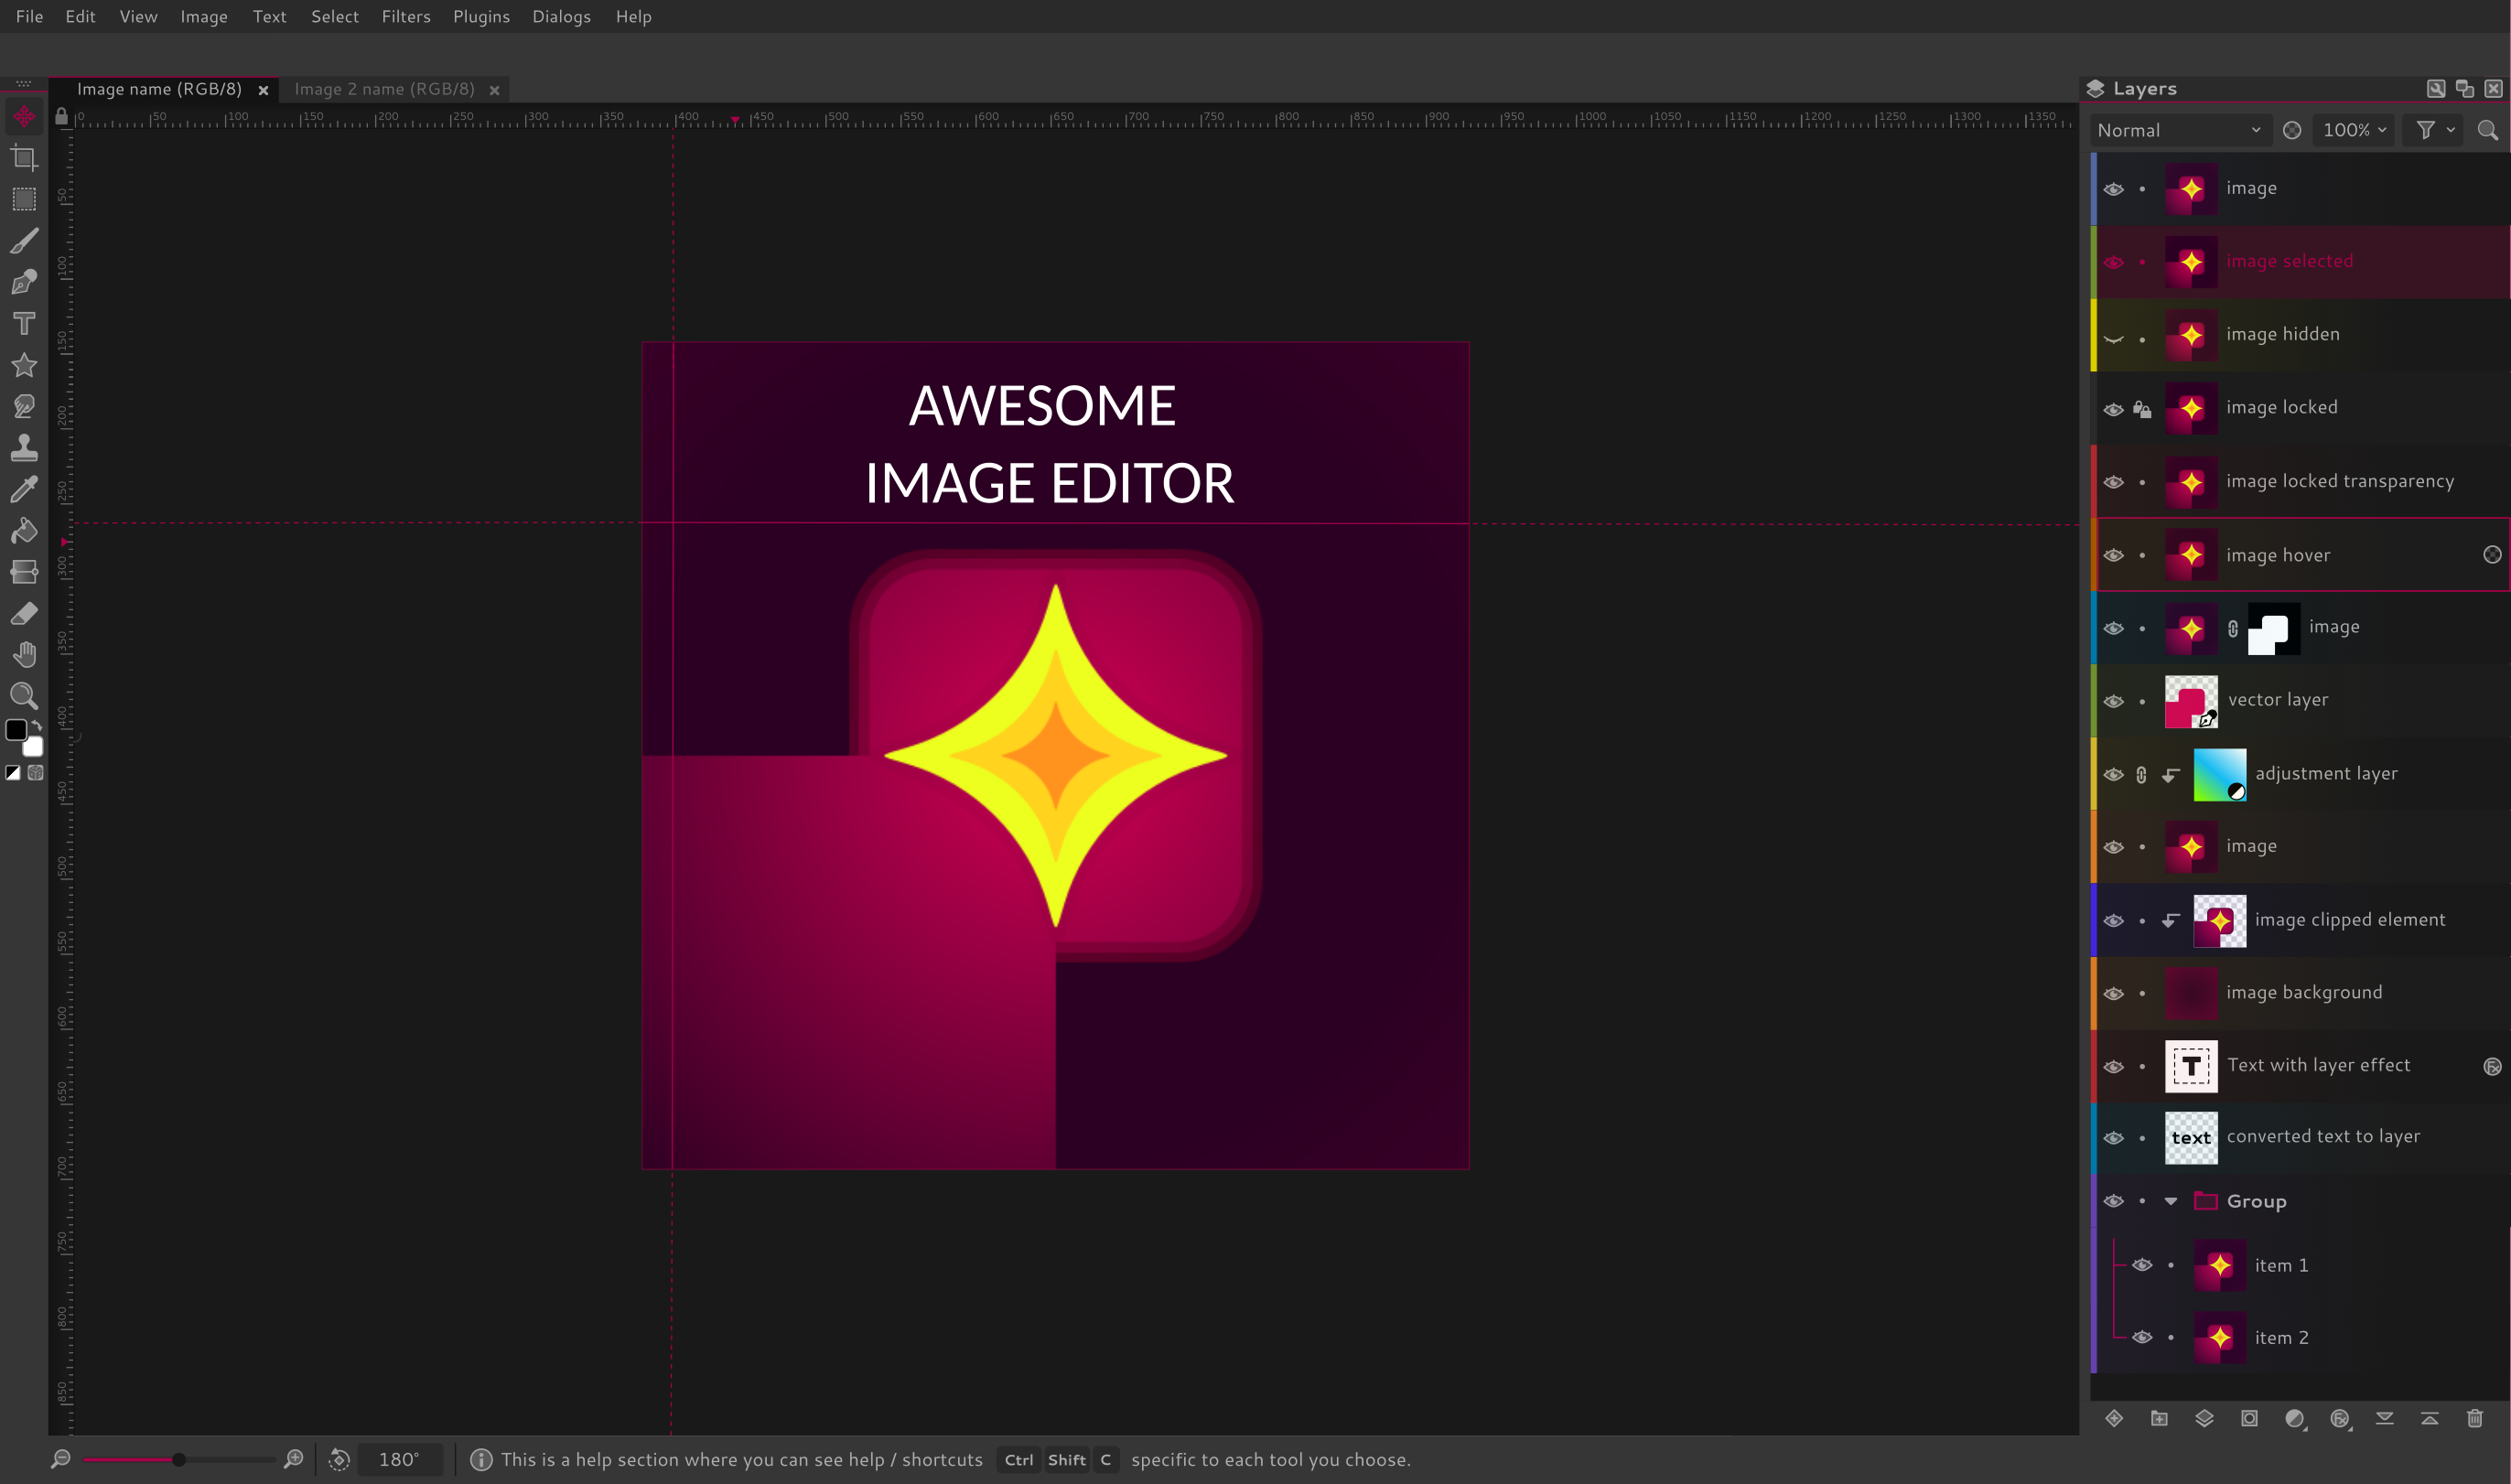 File Edit View Image Text Select Filters Plugins Dialogs Help
Image name (RGB/8) Image 2 name (RGB/8)
Layers
0 50 100 150 200 250 300 350 400 450 500 550 600 650 700 750 800 850 900 950 1000 1050 1150 1200 1250 1300 1350
Normal 100%
50
100
150
200
250
300
350
400
450
500
550
600
650
700
750
800
850
AWESOME
IMAGE EDITOR
image
image selected
image hidden
image locked
image locked transparency
image hover
image
vector layer
adjustment layer
image
image clipped element
image background
T Text with layer effect
text converted text to layer
Group
item 1
item 2
180° This is a help section where you can see help / shortcuts Ctrl Shift C specific to each tool you choose.